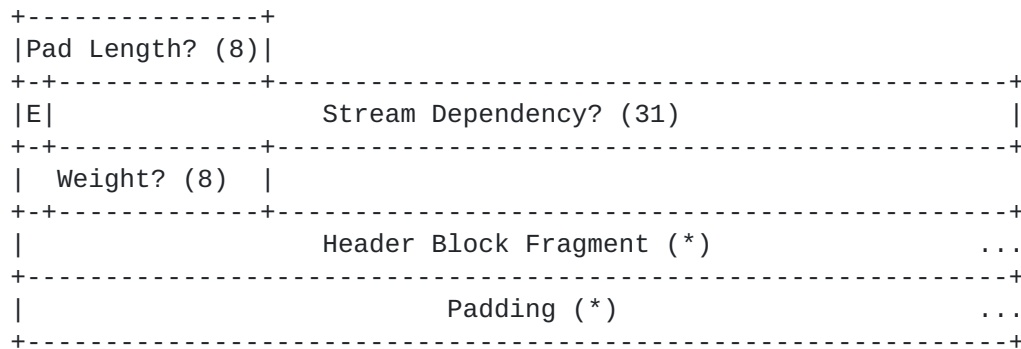 +---------------+
|Pad Length? (8)|
+-+-------------+-----------------------------------------------+
|E|                 Stream Dependency? (31)                     |
+-+-------------+-----------------------------------------------+
|  Weight? (8)  |
+-+-------------+-----------------------------------------------+
|                   Header Block Fragment (*)                 ...
+---------------------------------------------------------------+
|                           Padding (*)                       ...
+---------------------------------------------------------------+